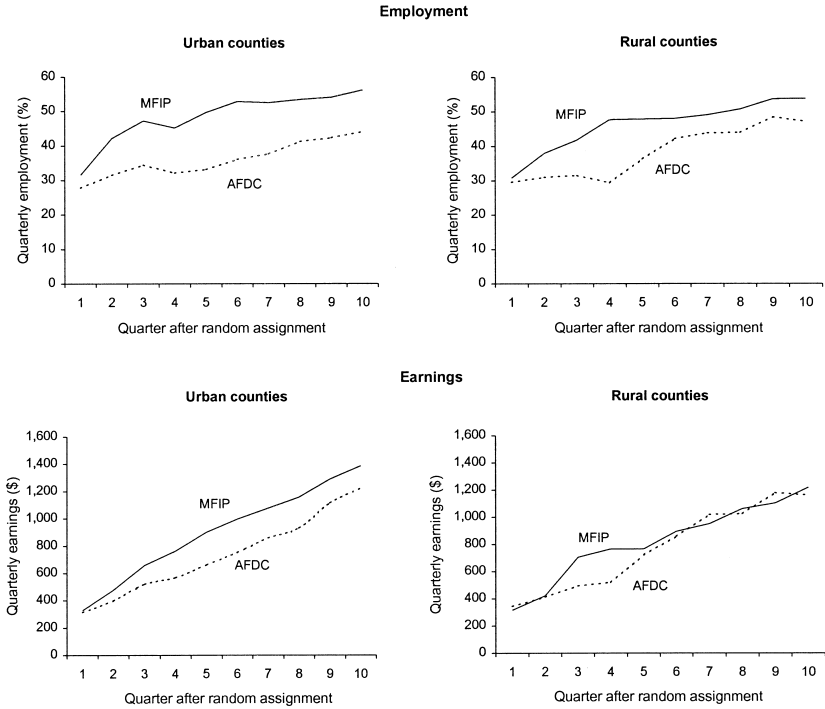 Employment
Urban counties
Quarterly employment (%)
60
50
40
30
20
10
0
MFIP
AFDC
1 2 3 4 5 6 7 8 9 10
Quarter after random assignment
Rural counties
Quarterly employment (%)
60
50
40
30
20
10
0
MFIP
AFDC
1 2 3 4 5 6 7 8 9 10
Quarter after random assignment
Earnings
Urban counties
Quarterly earnings ($)
1,600
1,400
1,200
1,000
800
600
400
200
0
MFIP
AFDC
1 2 3 4 5 6 7 8 9 10
Quarter after random assignment
Rural counties
Quarterly earnings ($)
1,600
1,400
1,200
1,000
800
600
400
200
0
MFIP
AFDC
1 2 3 4 5 6 7 8 9 10
Quarter after random assignment